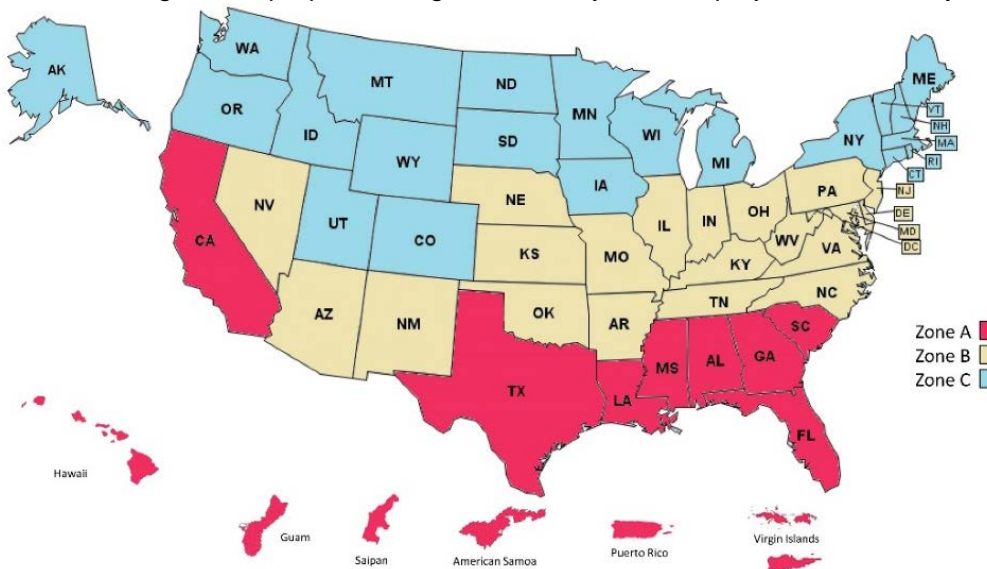 WA
ME
AK
MT
ND
VT
MN
NH
OR
MA
ID
SD
WI
NY
RI
WY
MI
CT
IA
PA
NE
NJ
NV
OH
IL
IN
DE
UT
CO
WV
MD
CA
VA
DC
KS
MO
KY
NC
TN
AZ
OK
NM
AR
SC
Zone A
MS
AL
GA
Zone B
TX
LA
Zone C
FL
Hawaii
Guam
Saipan
American Samoa
Puerto Rico
Virgin Islands